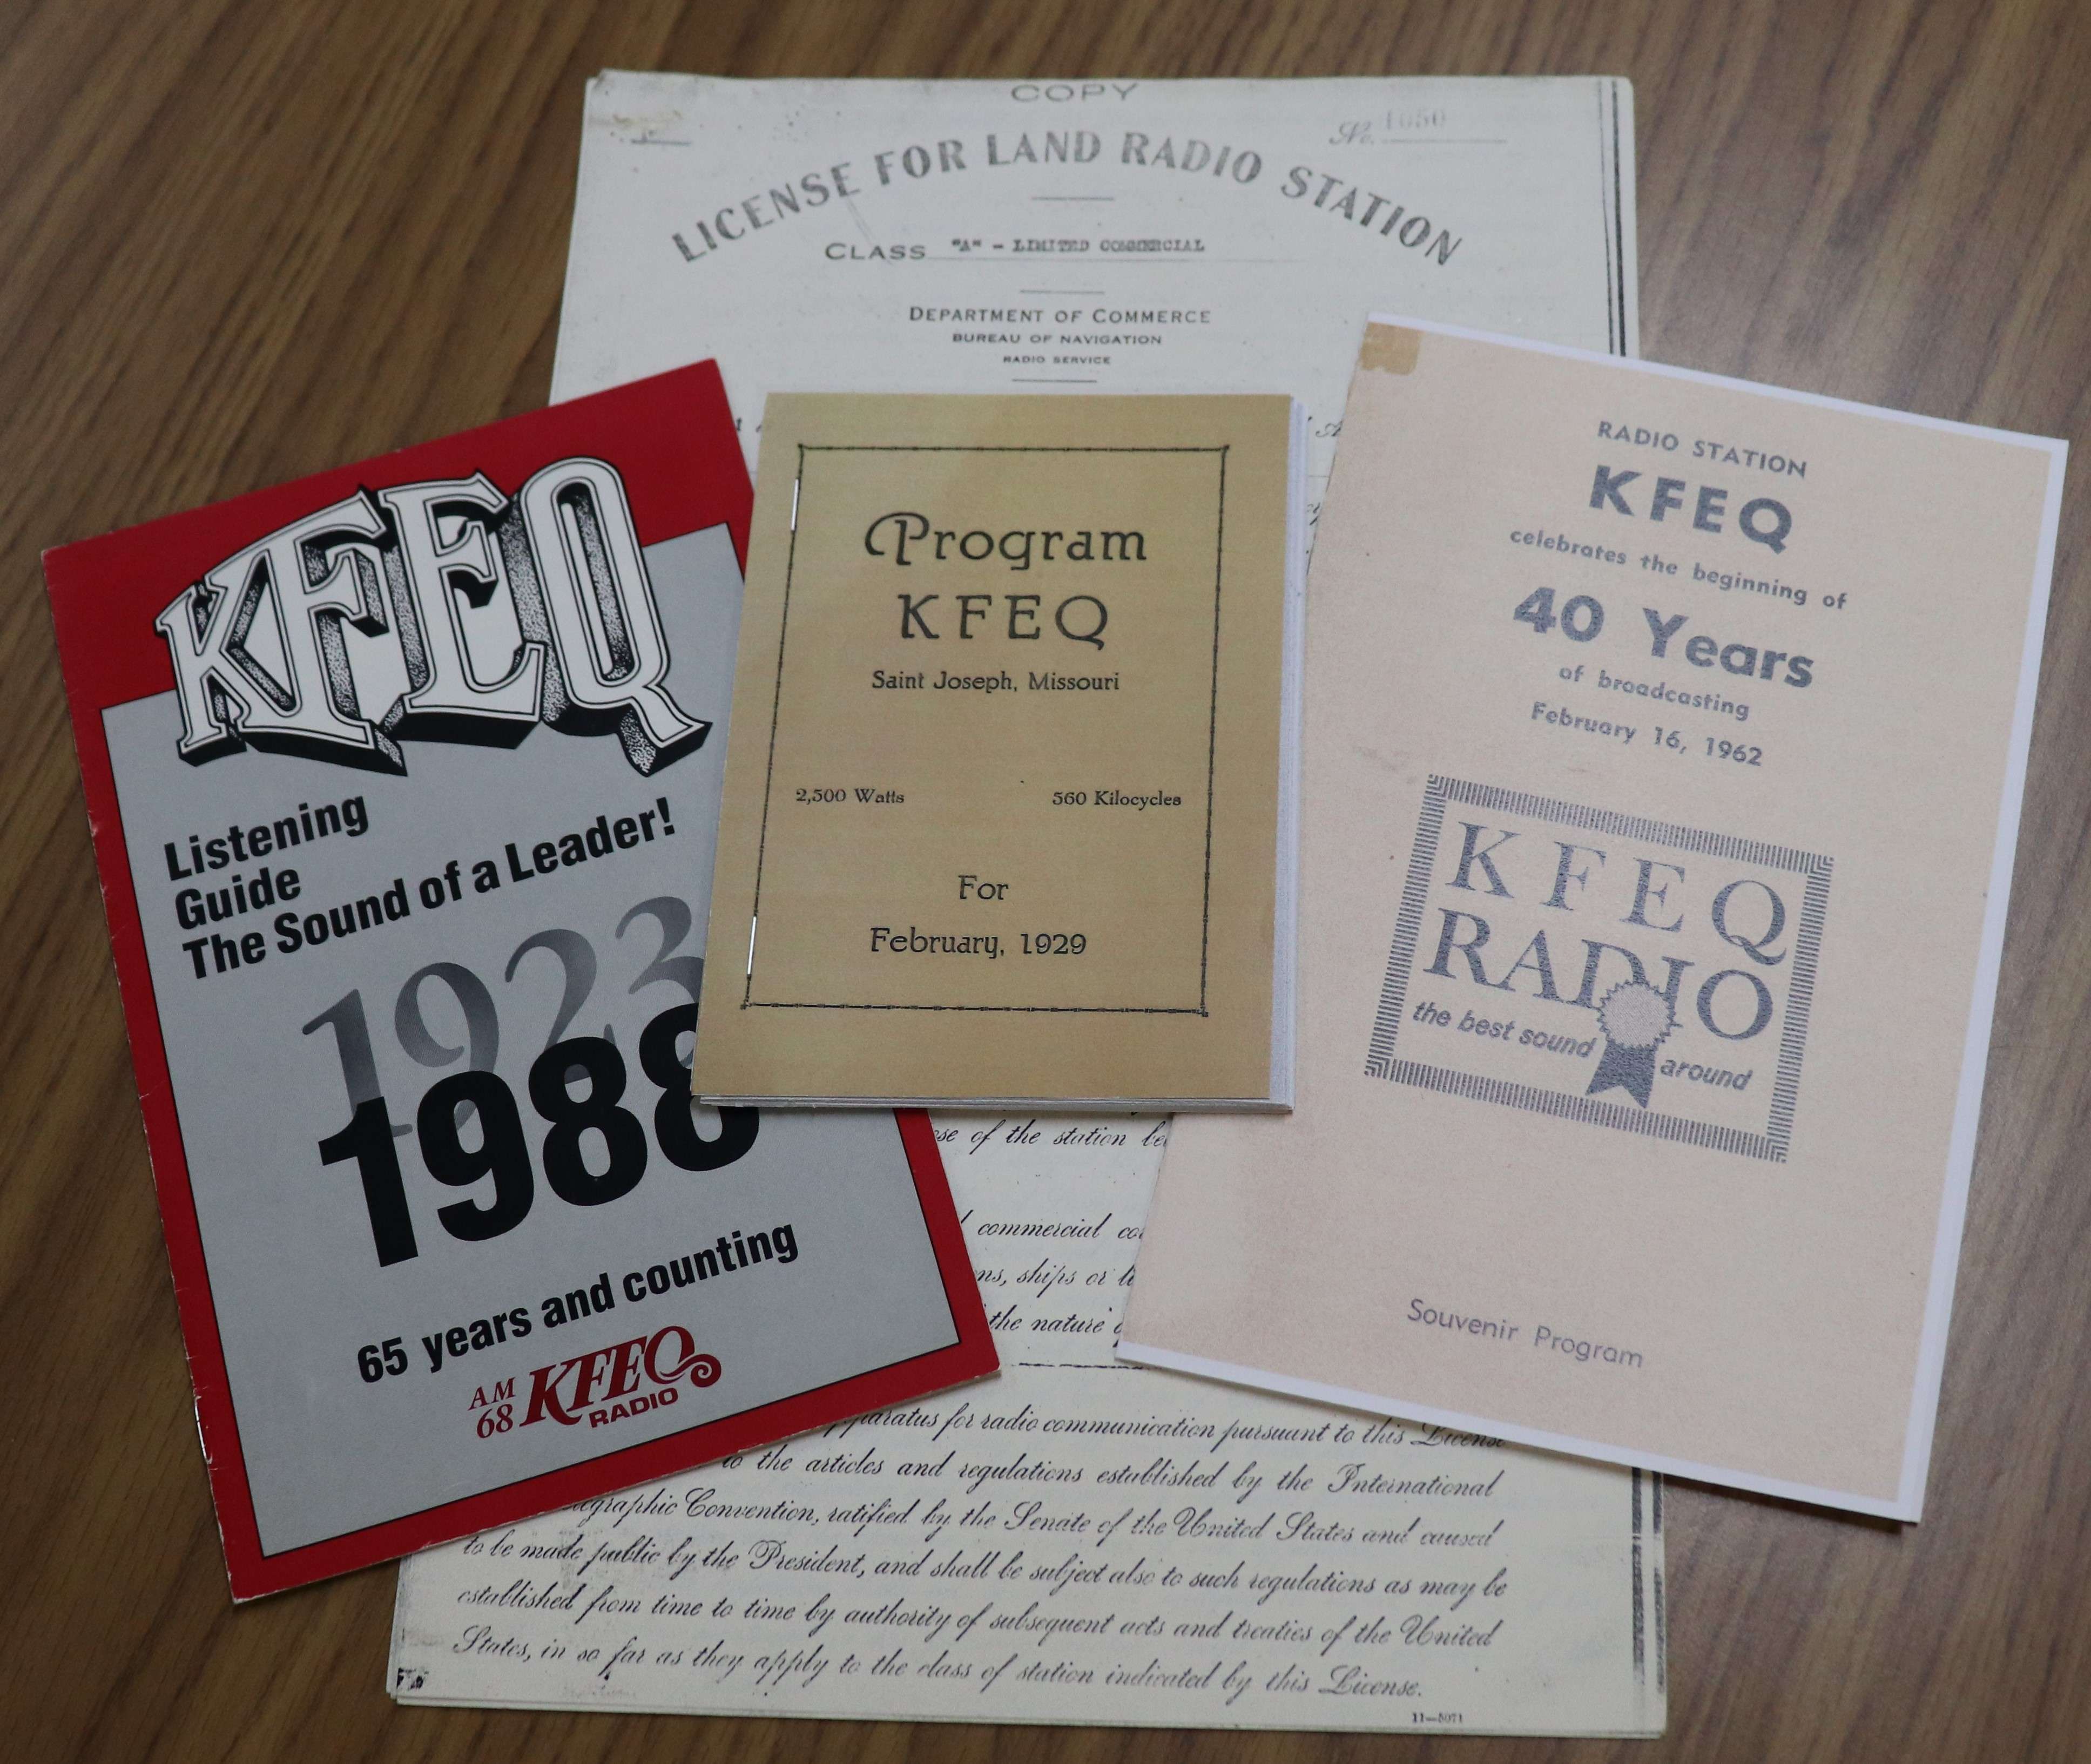 COPY
No. 1050
LICENSE FOR LAND RADIO STATION
CLASS "A" - LIMITED COMMERCIAL
DEPARTMENT OF COMMERCE
BUREAU OF NAVIGATION
RADIO SERVICE
KFEQ
Listening
Guide
The Sound of a Leader!
1923
1988
65 years and counting
AM
68 KFEQ
RADIO
Program
KFEQ
Saint Joseph, Missouri
2,500 Watts 560 Kilocycles
For
February, 1929
RADIO STATION
KFEQ
celebrates the beginning of
40 Years
of broadcasting
February 16, 1962
KFEQ
RADIO
the best sound around
Souvenir Program
of the station
commercial
ships or
the nature
for radio communication pursuant to this License
to the articles and regulations established by the International
Convention, ratified by the Senate of the United States and caused
to be made public by the President, and shall be subject also to such regulations as may be
established from time to time by authority of subsequent acts and treaties of the United
States, in so far as they apply to the class of station indicated by this License.
11—5071